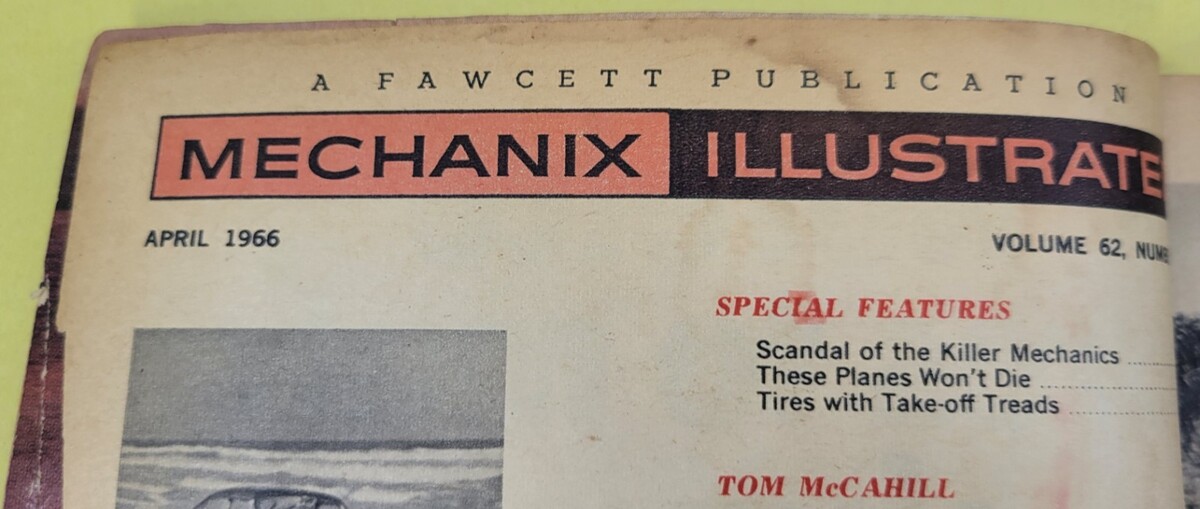 A FAWCETT PUBLICATION
MECHANIX ILLUSTRATE
APRIL 1966
VOLUME 62, NUMB
SPECIAL FEATURES
Scandal of the Killer Mechanics
These Planes Won't Die
Tires with Take-off Treads
TOM McCAHILL